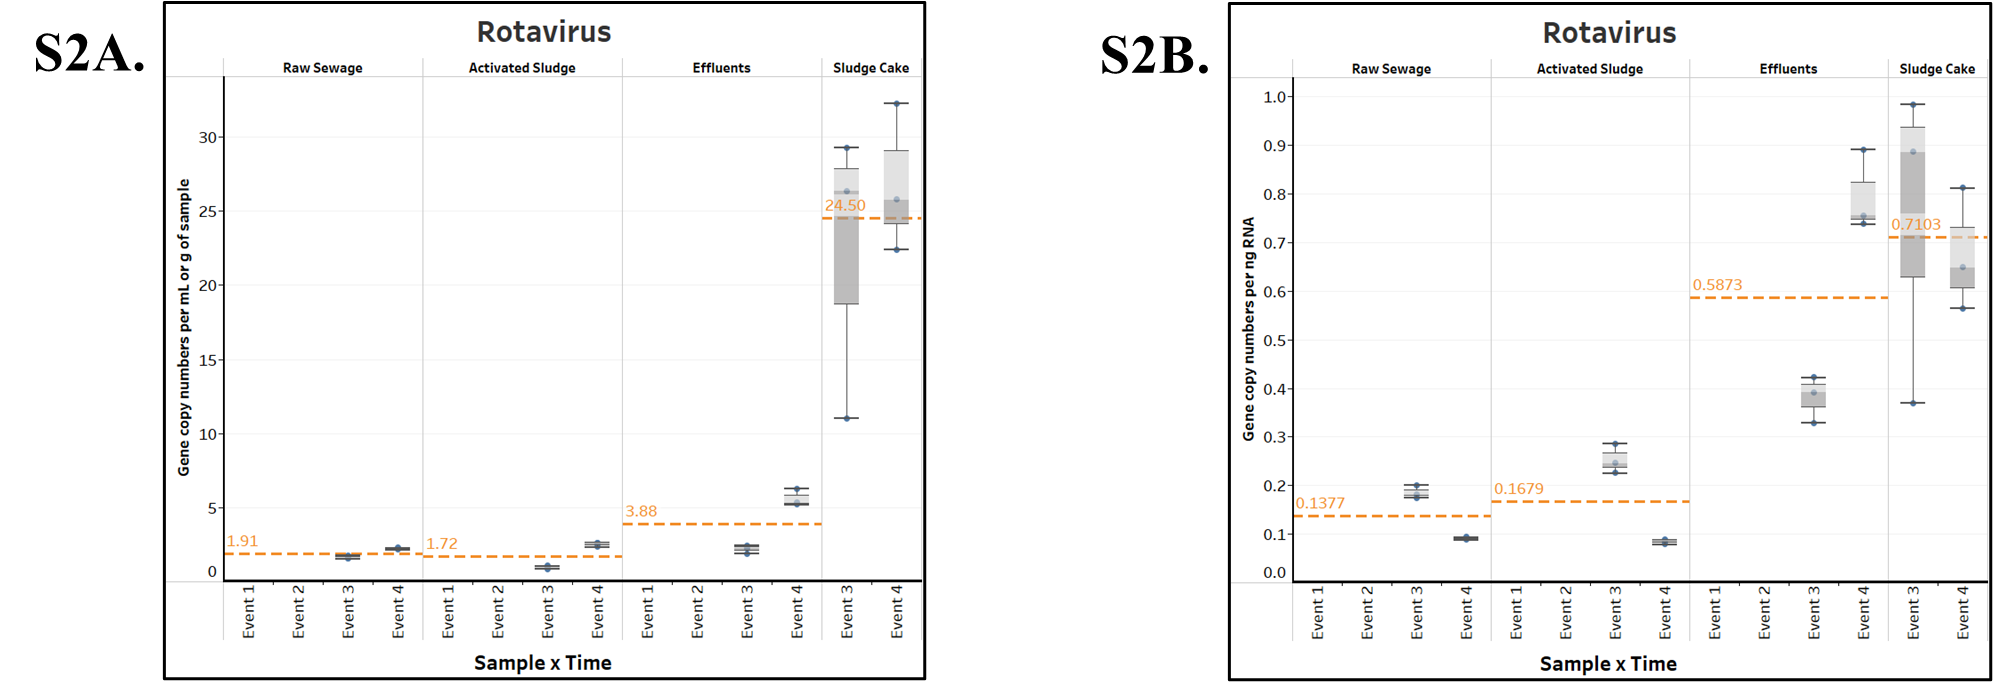 S2A.
Rotavirus
Raw Sewage Activated Sludge Effluents Sludge Cake
Gene copy numbers per mL or g of sample
30
25
20
15
10
5
0
1.91
1.72
3.88
24.50
Event 1 Event 2 Event 3 Event 4 Event 1 Event 2 Event 3 Event 4 Event 1 Event 2 Event 3 Event 4 Event 3 Event 4
Sample x Time
S2B.
Rotavirus
Raw Sewage Activated Sludge Effluents Sludge Cake
Gene copy numbers per ng RNA
1.0
0.9
0.8
0.7
0.6
0.5
0.4
0.3
0.2
0.1
0.0
0.1377
0.1679
0.5873
0.7103
Event 1 Event 2 Event 3 Event 4 Event 1 Event 2 Event 3 Event 4 Event 1 Event 2 Event 3 Event 4 Event 3 Event 4
Sample x Time